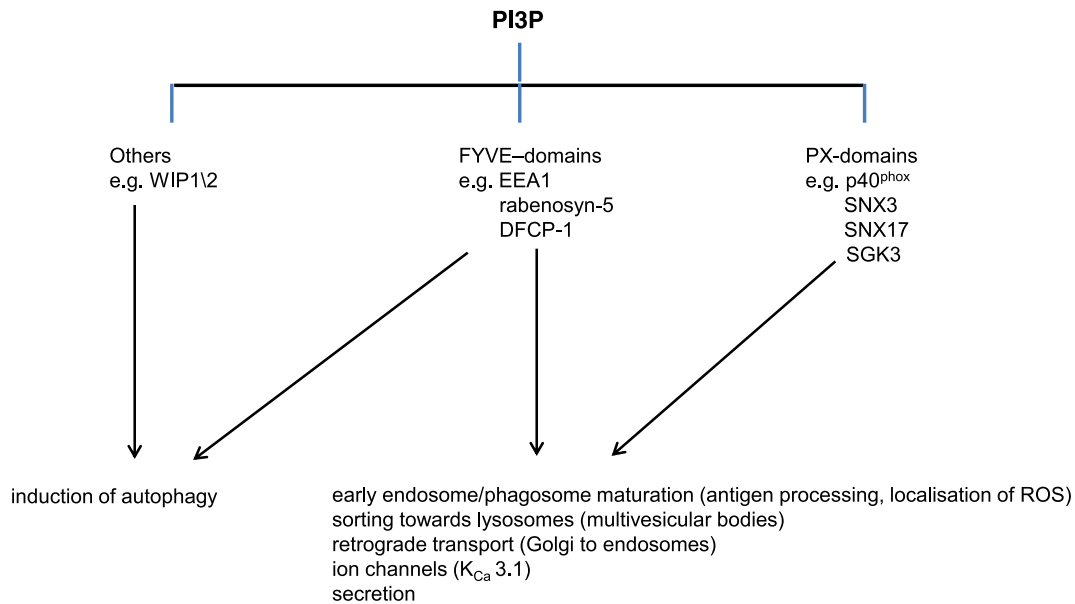 PI3P
Others
e.g. WIP1\2
FYVE–domains
e.g. EEA1
rabenosyn-5
DFCP-1
PX-domains
e.g. p40phox
SNX3
SNX17
SGK3
induction of autophagy
early endosome/phagosome maturation (antigen processing, localisation of ROS)
sorting towards lysosomes (multivesicular bodies)
retrograde transport (Golgi to endosomes)
ion channels (KCa 3.1)
secretion